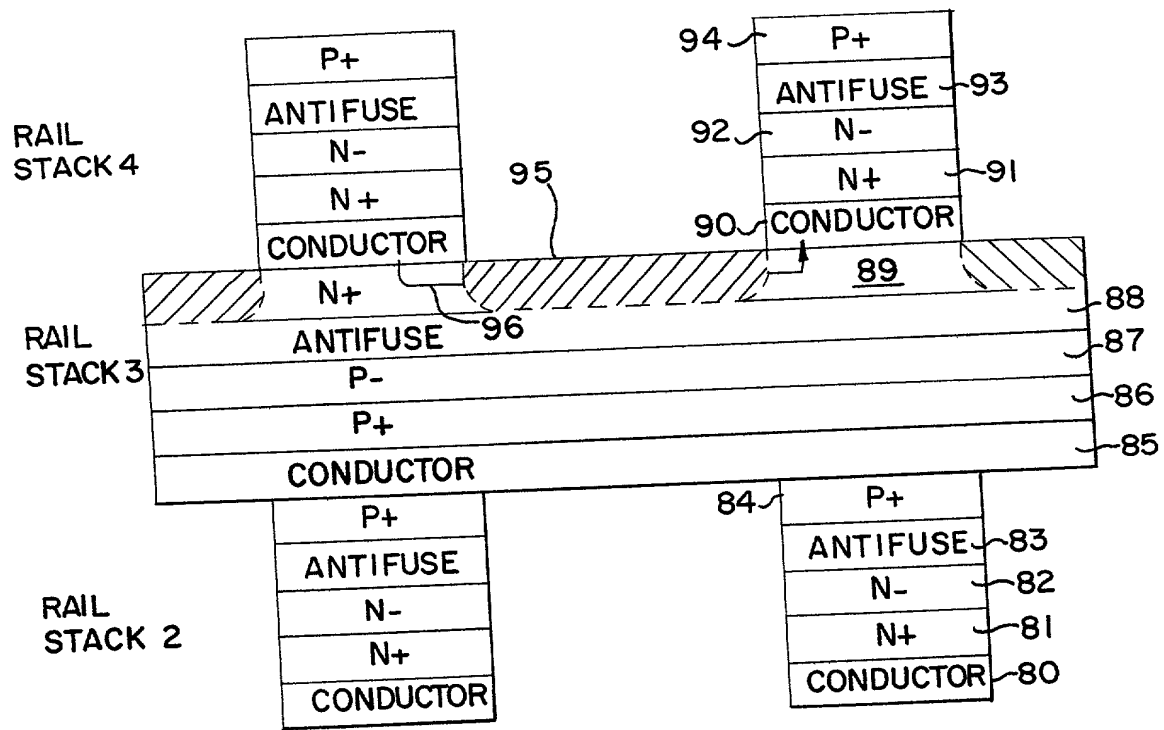 RAIL
STACK 4
P+
ANTIFUSE
N-
N+
CONDUCTOR
94
P+
ANTIFUSE
93
92
N-
N+
91
90
CONDUCTOR
95
96
89
RAIL
STACK 3
N+
ANTIFUSE
P-
P+
CONDUCTOR
88
87
86
85
RAIL
STACK 2
P+
ANTIFUSE
N-
N+
CONDUCTOR
84
P+
ANTIFUSE
83
N-
82
N+
81
CONDUCTOR
80